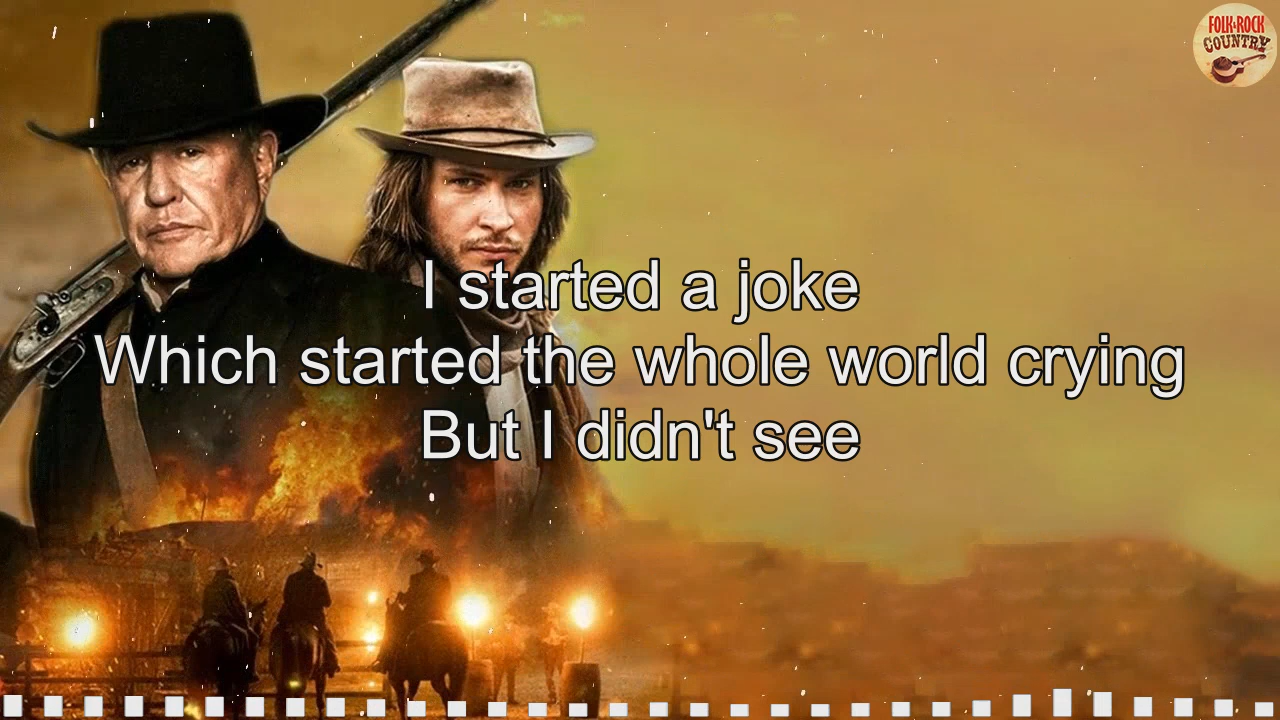 FOLK-ROCK
COUNTRY
I started a joke
Which started the whole world crying
But I didn't see